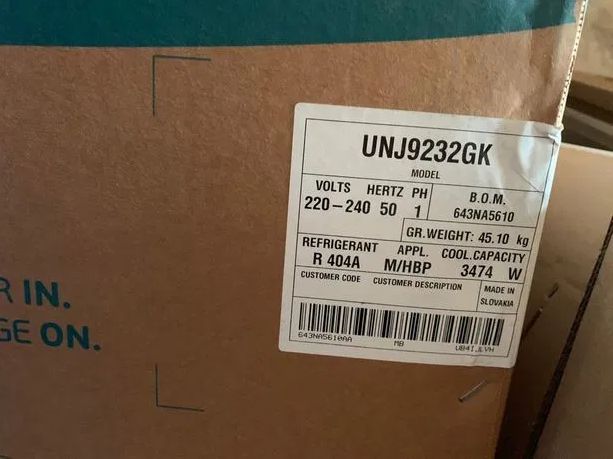 UNJ9232GK
MODEL
VOLTS HERTZ PH
220-240 50 1
B.O.M.
643NA5610
GR.WEIGHT: 45.10 kg
REFRIGERANT APPL. COOL.CAPACITY
R 404A M/HBP 3474 W
CUSTOMER CODE CUSTOMER DESCRIPTION MADE IN
SLOVAKIA
643NA5610AA MB
R IN.
GE ON.